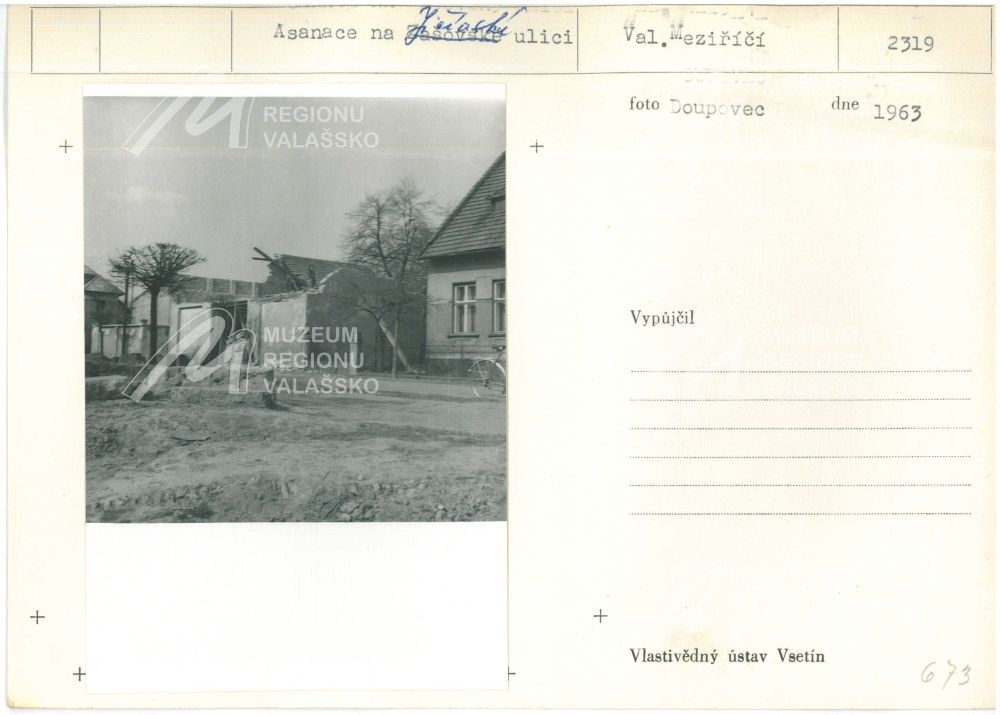 Asanace na Zašovské ulici
Val. Meziříčí
2319
foto Doupovec dne 1963
REGIONU
VALAŠSKO
MUZEUM
REGIONU
VALAŠSKO
Vypůjčil
Vlastivědný ústav Vsetín
673